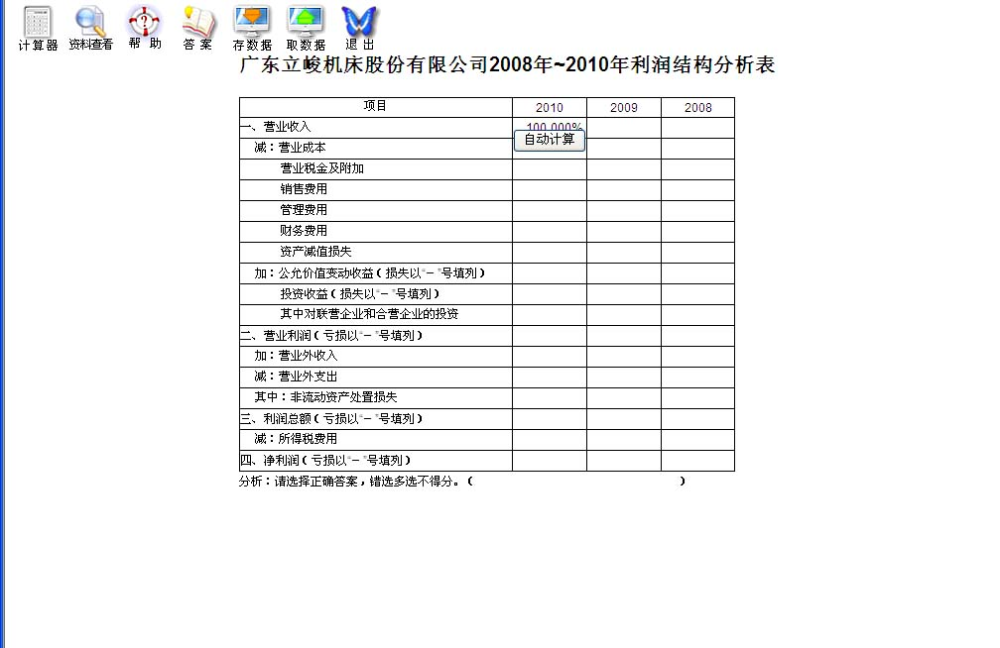 计算器 资料查看 帮 助 答 案 存数据 取数据 退 出
广东立峻机床股份有限公司2008年~2010年利润结构分析表
项目 2010 2009 2008
一、营业收入 100.000%
自动计算
减：营业成本
营业税金及附加
销售费用
管理费用
财务费用
资产减值损失
加：公允价值变动收益（损失以“－”号填列）
投资收益（损失以“－”号填列）
其中对联营企业和合营企业的投资
二、营业利润（亏损以“－”号填列）
加：营业外收入
减：营业外支出
其中：非流动资产处置损失
三、利润总额（亏损以“－”号填列）
减：所得税费用
四、净利润（亏损以“－”号填列）
分析：请选择正确答案，错选多选不得分。（ ）